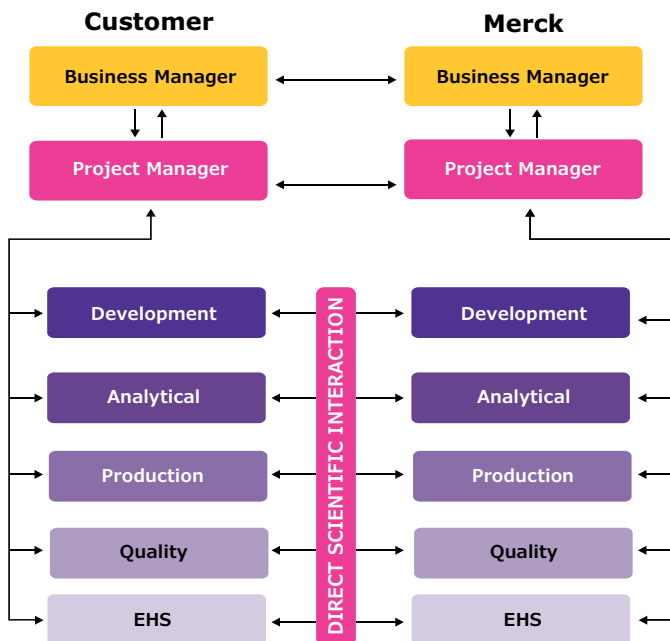 Customer
Merck
Business Manager
Business Manager
Project Manager
Project Manager
DIRECT SCIENTIFIC INTERACTION
Development
Development
Analytical
Analytical
Production
Production
Quality
Quality
EHS
EHS